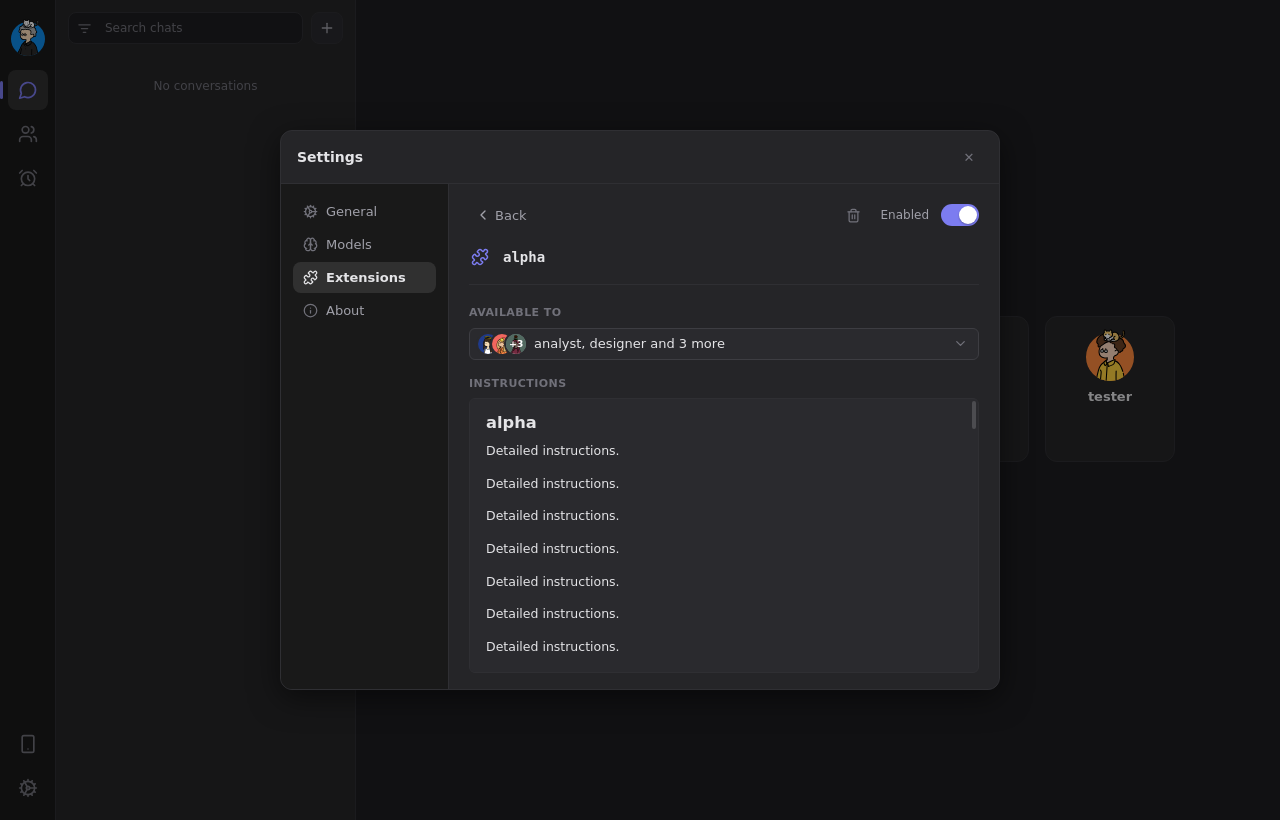 Search chats
No conversations
Settings
General
Models
Extensions
About
Back
Enabled
alpha
AVAILABLE TO
+3 analyst, designer and 3 more
INSTRUCTIONS
alpha
Detailed instructions.
Detailed instructions.
Detailed instructions.
Detailed instructions.
Detailed instructions.
Detailed instructions.
Detailed instructions.
tester